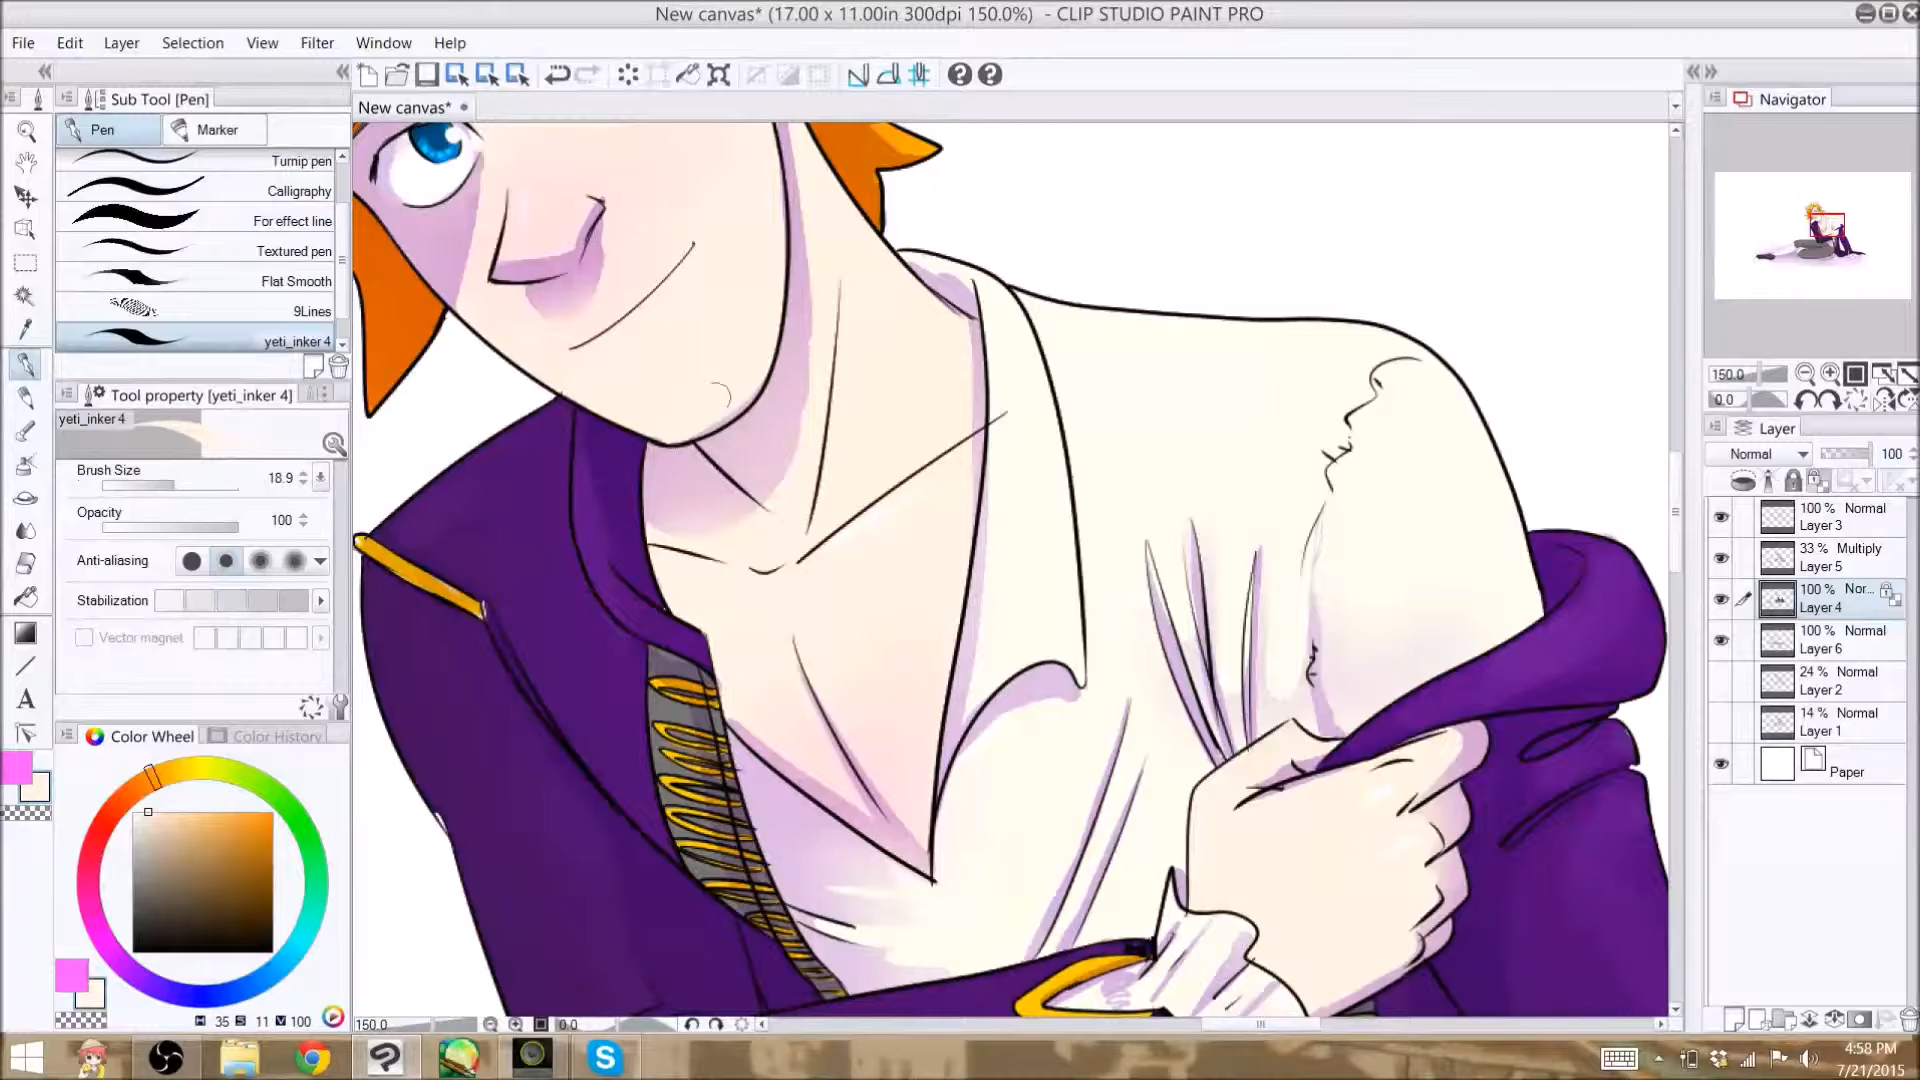 New canvas* (17.00 x 11.00in 300dpi 150.0%) - CLIP STUDIO PAINT PRO
File Edit Layer Selection View Filter Window Help
Sub Tool [Pen]
Pen Marker
Turnip pen
Calligraphy
For effect line
Textured pen
Flat Smooth
9Lines
yeti_inker 4
Tool property [yeti_inker 4]
yeti_inker 4
Brush Size 18.9
Opacity 100
Anti-aliasing
Stabilization
Vector magnet
Color Wheel Color History
H 35 S 11 V 100
New canvas*
150.0 0.0
Navigator
150.0
0.0
Layer
Normal 100
100 % Normal
Layer 3
33 % Multiply
Layer 5
100 % Nor...
Layer 4
100 % Normal
Layer 6
24 % Normal
Layer 2
14 % Normal
Layer 1
Paper
4:58 PM
7/21/2015